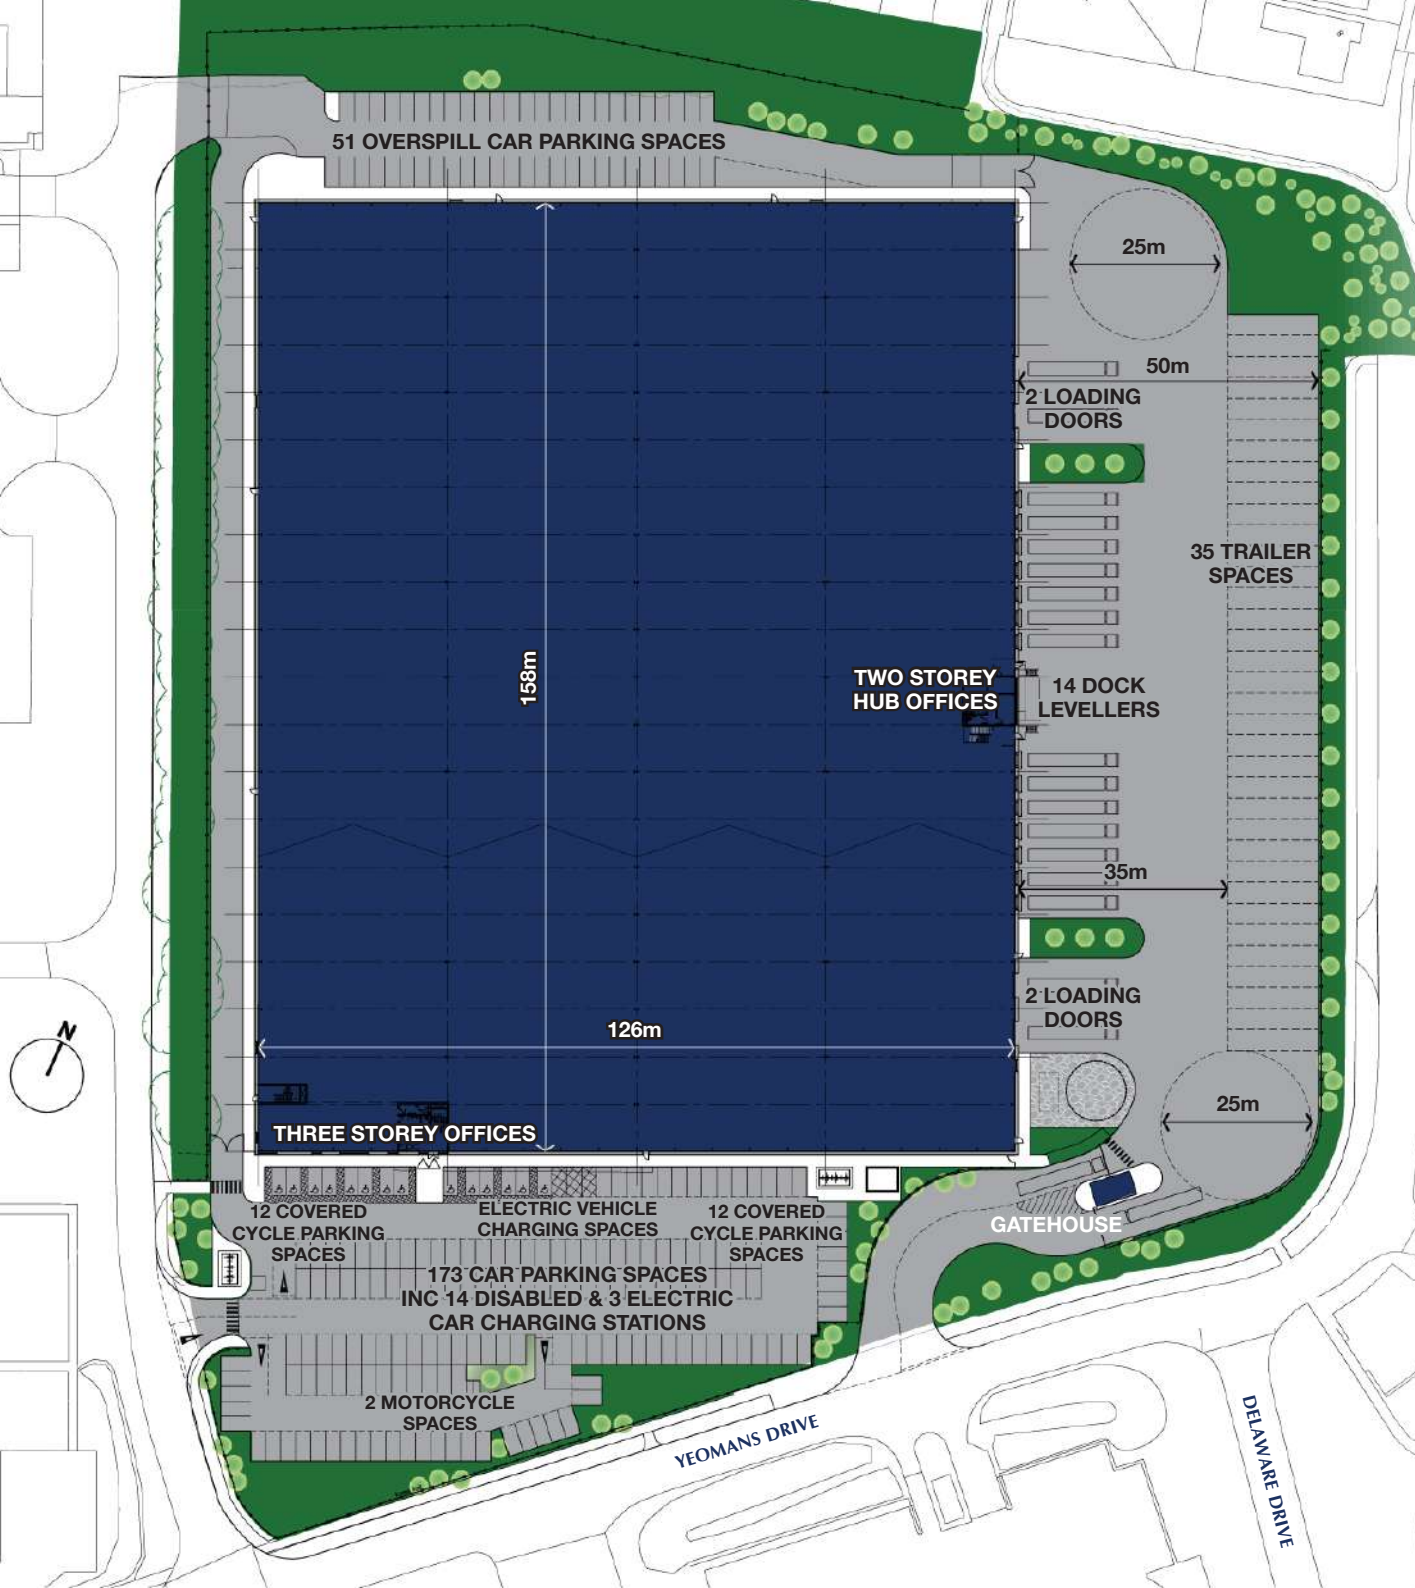 51 OVERSPILL CAR PARKING SPACES
25m
50m
2 LOADING
DOORS
35 TRAILER
SPACES
158m
TWO STOREY
HUB OFFICES
14 DOCK
LEVELLERS
35m
2 LOADING
DOORS
N
126m
25m
THREE STOREY OFFICES
12 COVERED
CYCLE PARKING
SPACES
ELECTRIC VEHICLE
CHARGING SPACES
12 COVERED
CYCLE PARKING
SPACES
GATEHOUSE
173 CAR PARKING SPACES
INC 14 DISABLED & 3 ELECTRIC
CAR CHARGING STATIONS
2 MOTORCYCLE
SPACES
YEOMANS DRIVE
DELAWARE DRIVE